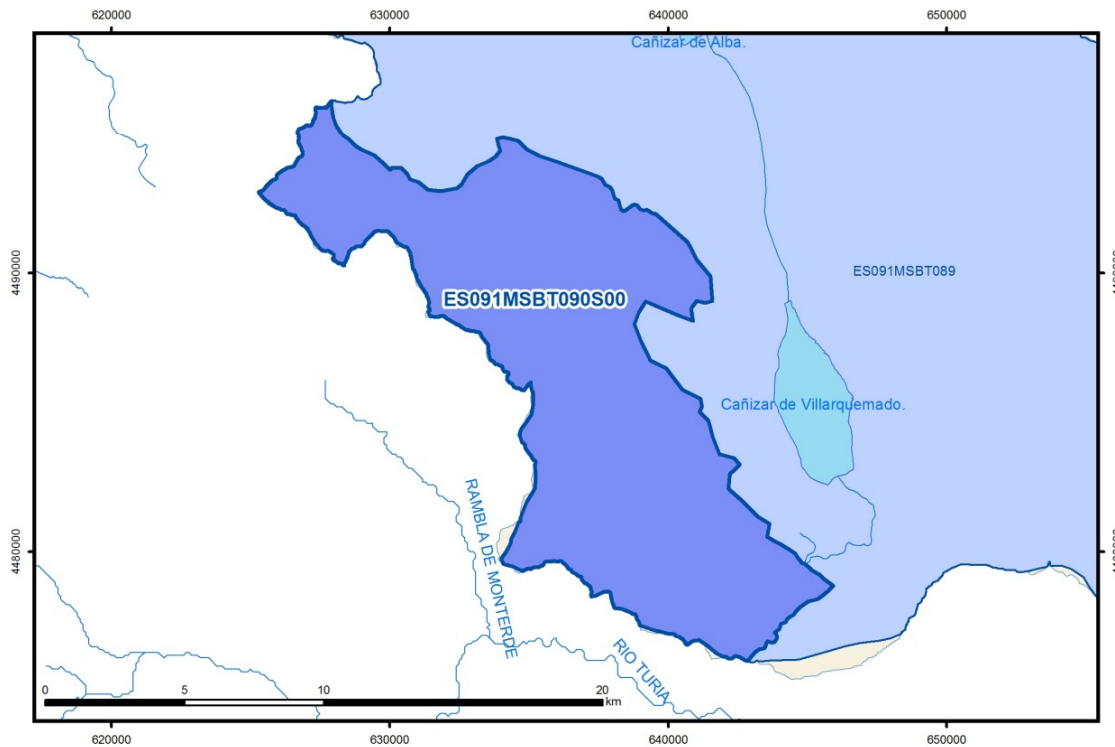 620000
630000
640000
650000
Cañizar de Alba.
4490000
ES091MSBT089
ES091MSBT090S00
Cañizar de Villarquemado.
RAMBLA DE MONTERDE
4480000
RIO TURIA
0
5
10
20
km
620000
630000
640000
650000